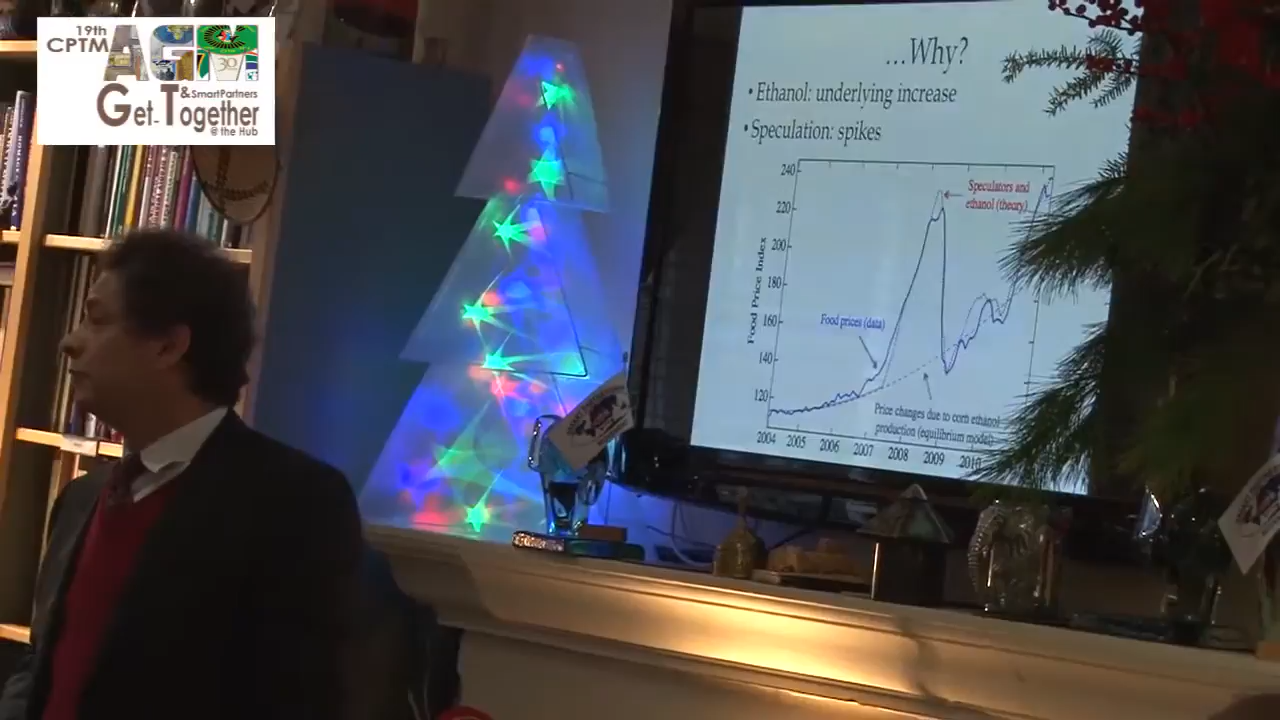 19th
CPTM AGM
30
& SmartPartners
Get-Together
@ the Hub
...Why?
• Ethanol: underlying increase
• Speculation: spikes
240
220
200
180
160
140
120
Food Price Index
Speculators and
ethanol (theory)
Food prices (data)
Price changes due to corn ethanol
production (equilibrium model)
2004 2005 2006 2007 2008 2009 2010